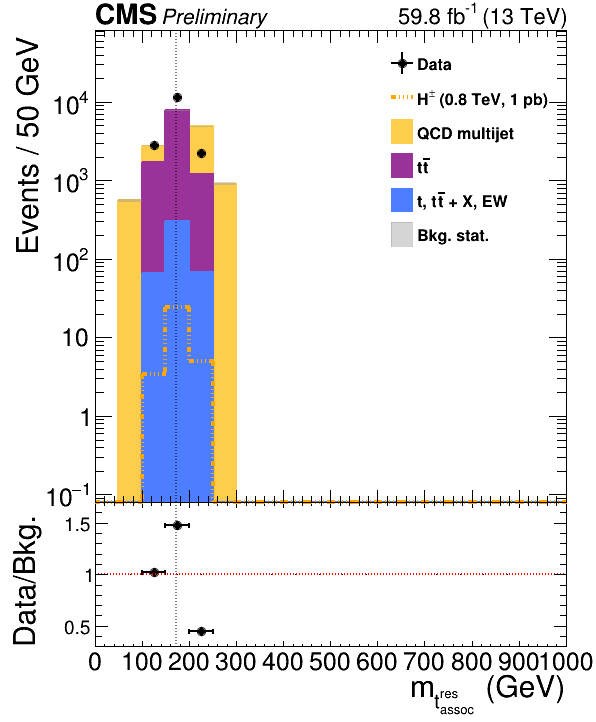 CMS Preliminary 59.8 fb⁻¹ (13 TeV)
Events / 50 GeV
10⁴
10³
10²
10
1
10⁻¹
Data
H± (0.8 TeV, 1 pb)
QCD multijet
tt̄
t, tt̄ + X, EW
Bkg. stat.
Data/Bkg.
1.5
1
0.5
0 100 200 300 400 500 600 700 800 900 1000
m_{t^{res}_{assoc}} (GeV)